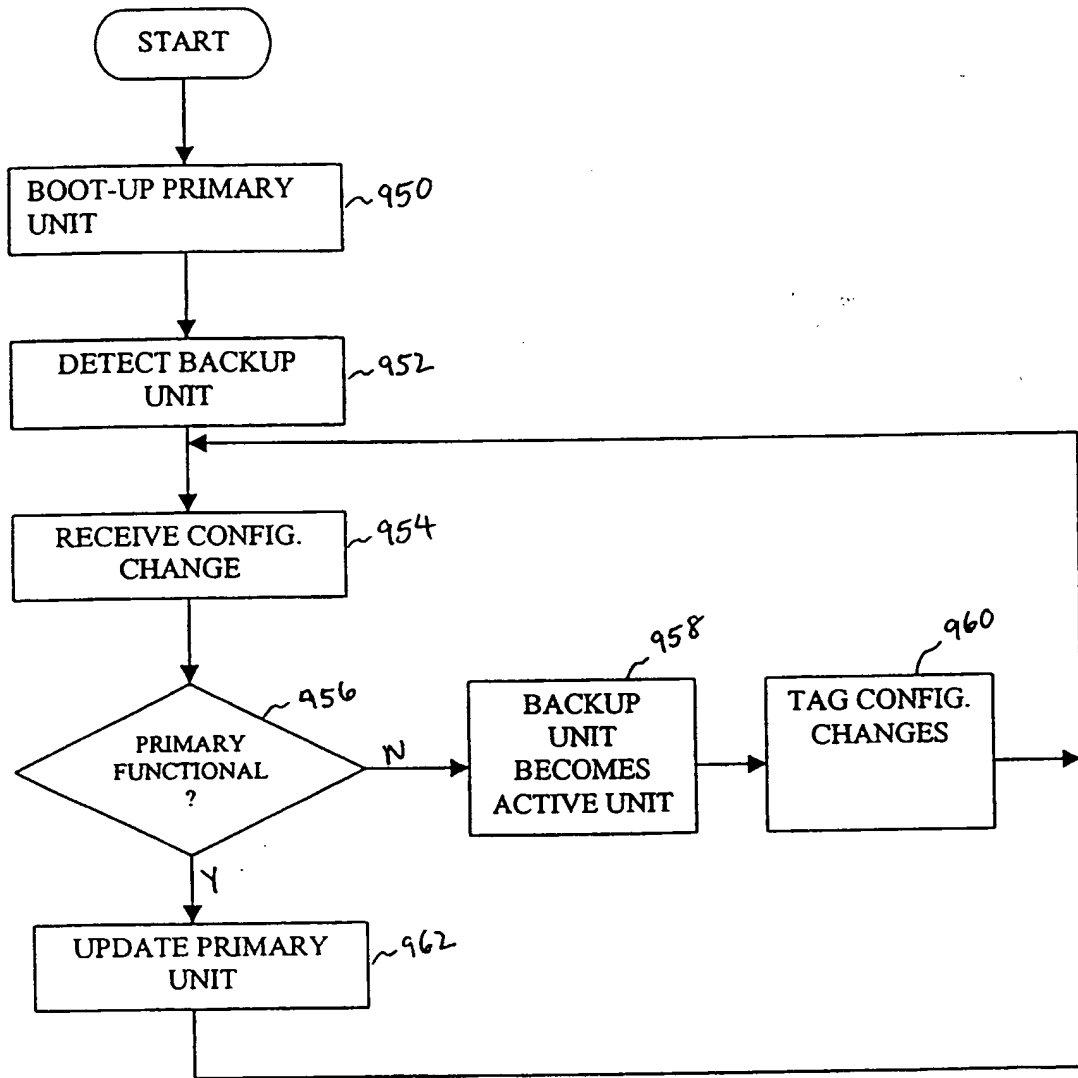 START
BOOT-UP PRIMARY
UNIT
~950
DETECT BACKUP
UNIT
~952
RECEIVE CONFIG.
CHANGE
~954
PRIMARY
FUNCTIONAL
?
956
N
Y
BACKUP
UNIT
BECOMES
ACTIVE UNIT
958
TAG CONFIG.
CHANGES
960
UPDATE PRIMARY
UNIT
~962